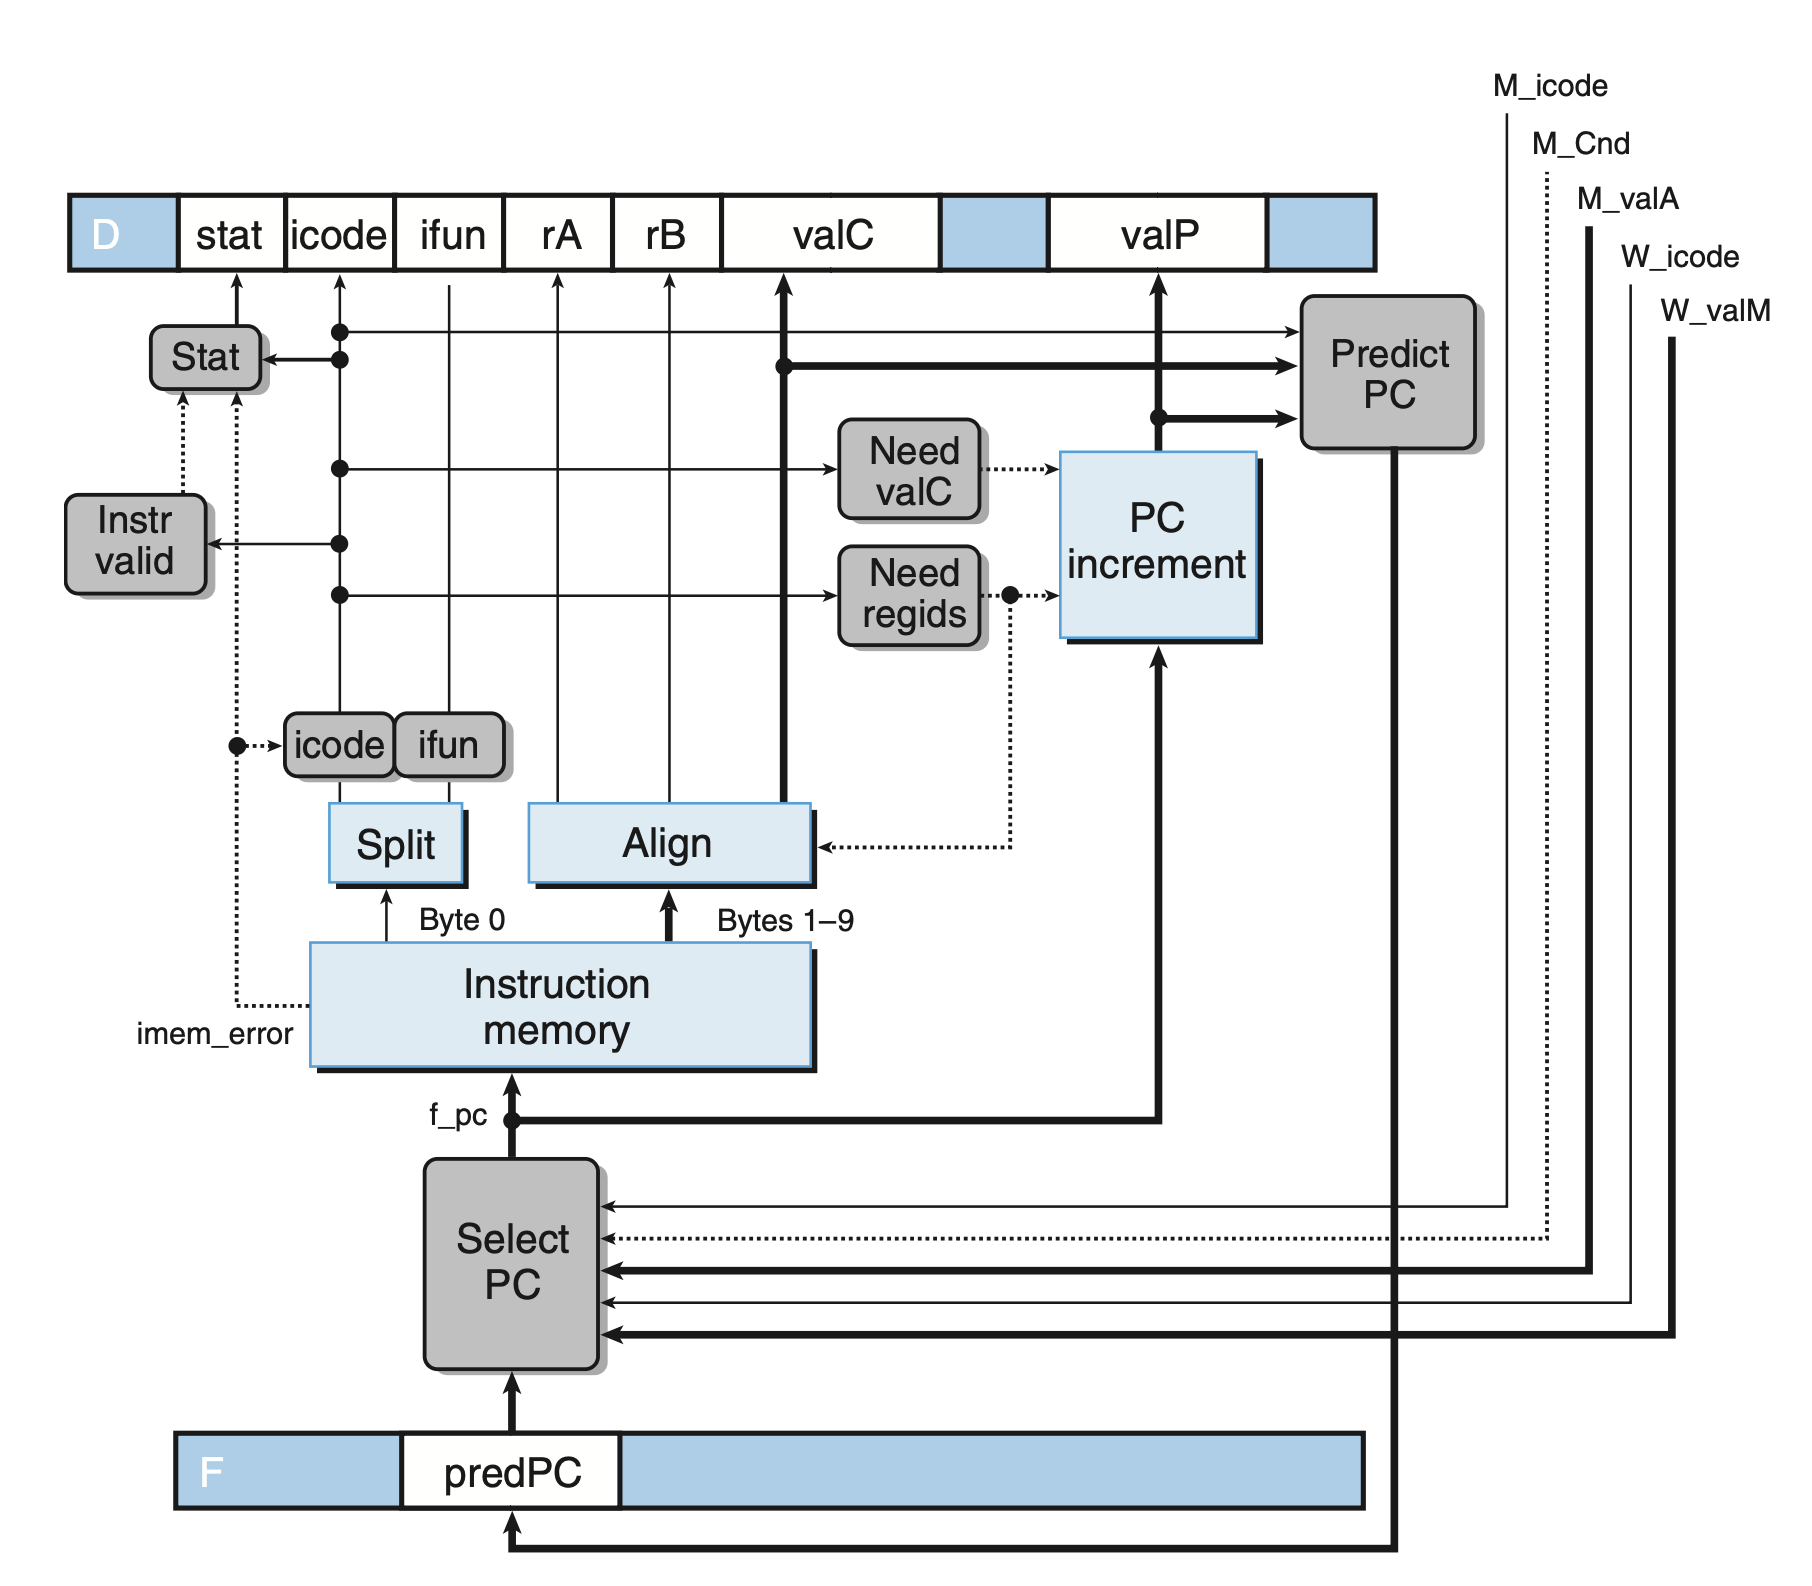 M_icode
M_Cnd
M_valA
W_icode
W_valM
D
stat
icode
ifun
rA
rB
valC
valP
Stat
Predict
PC
Need
valC
Instr
valid
PC
increment
Need
regids
icode
ifun
Split
Align
Byte 0
Bytes 1–9
Instruction
memory
imem_error
f_pc
Select
PC
F
predPC